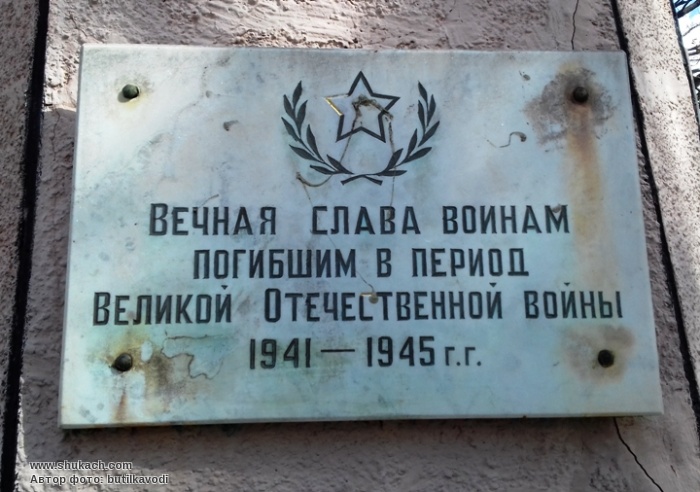 Вечная слава воинам
погибшим в период
Великой Отечественной войны
1941 — 1945 г.г.
www.shukach.com
Автор фото: butilkavodi